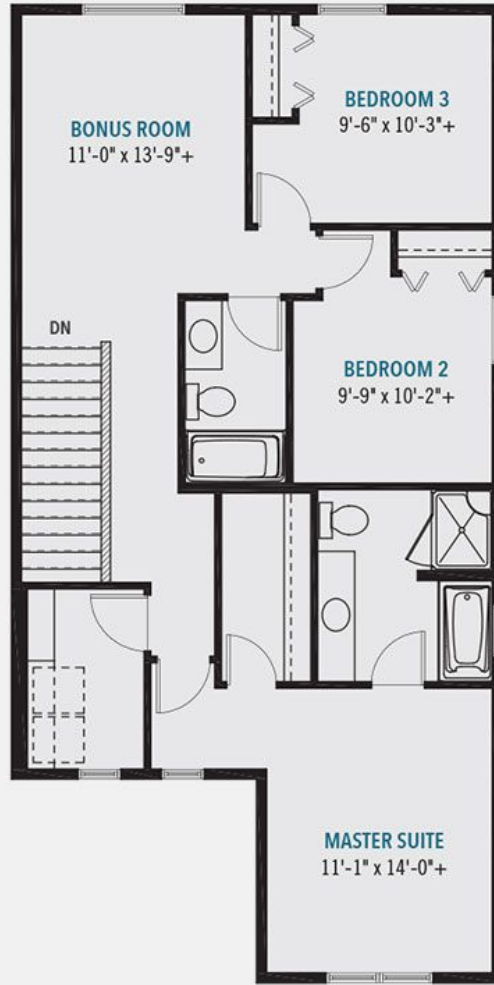 BEDROOM 3
9'-6" x 10'-3"+
BONUS ROOM
11'-0" x 13'-9"+
DN
BEDROOM 2
9'-9" x 10'-2"+
MASTER SUITE
11'-1" x 14'-0"+